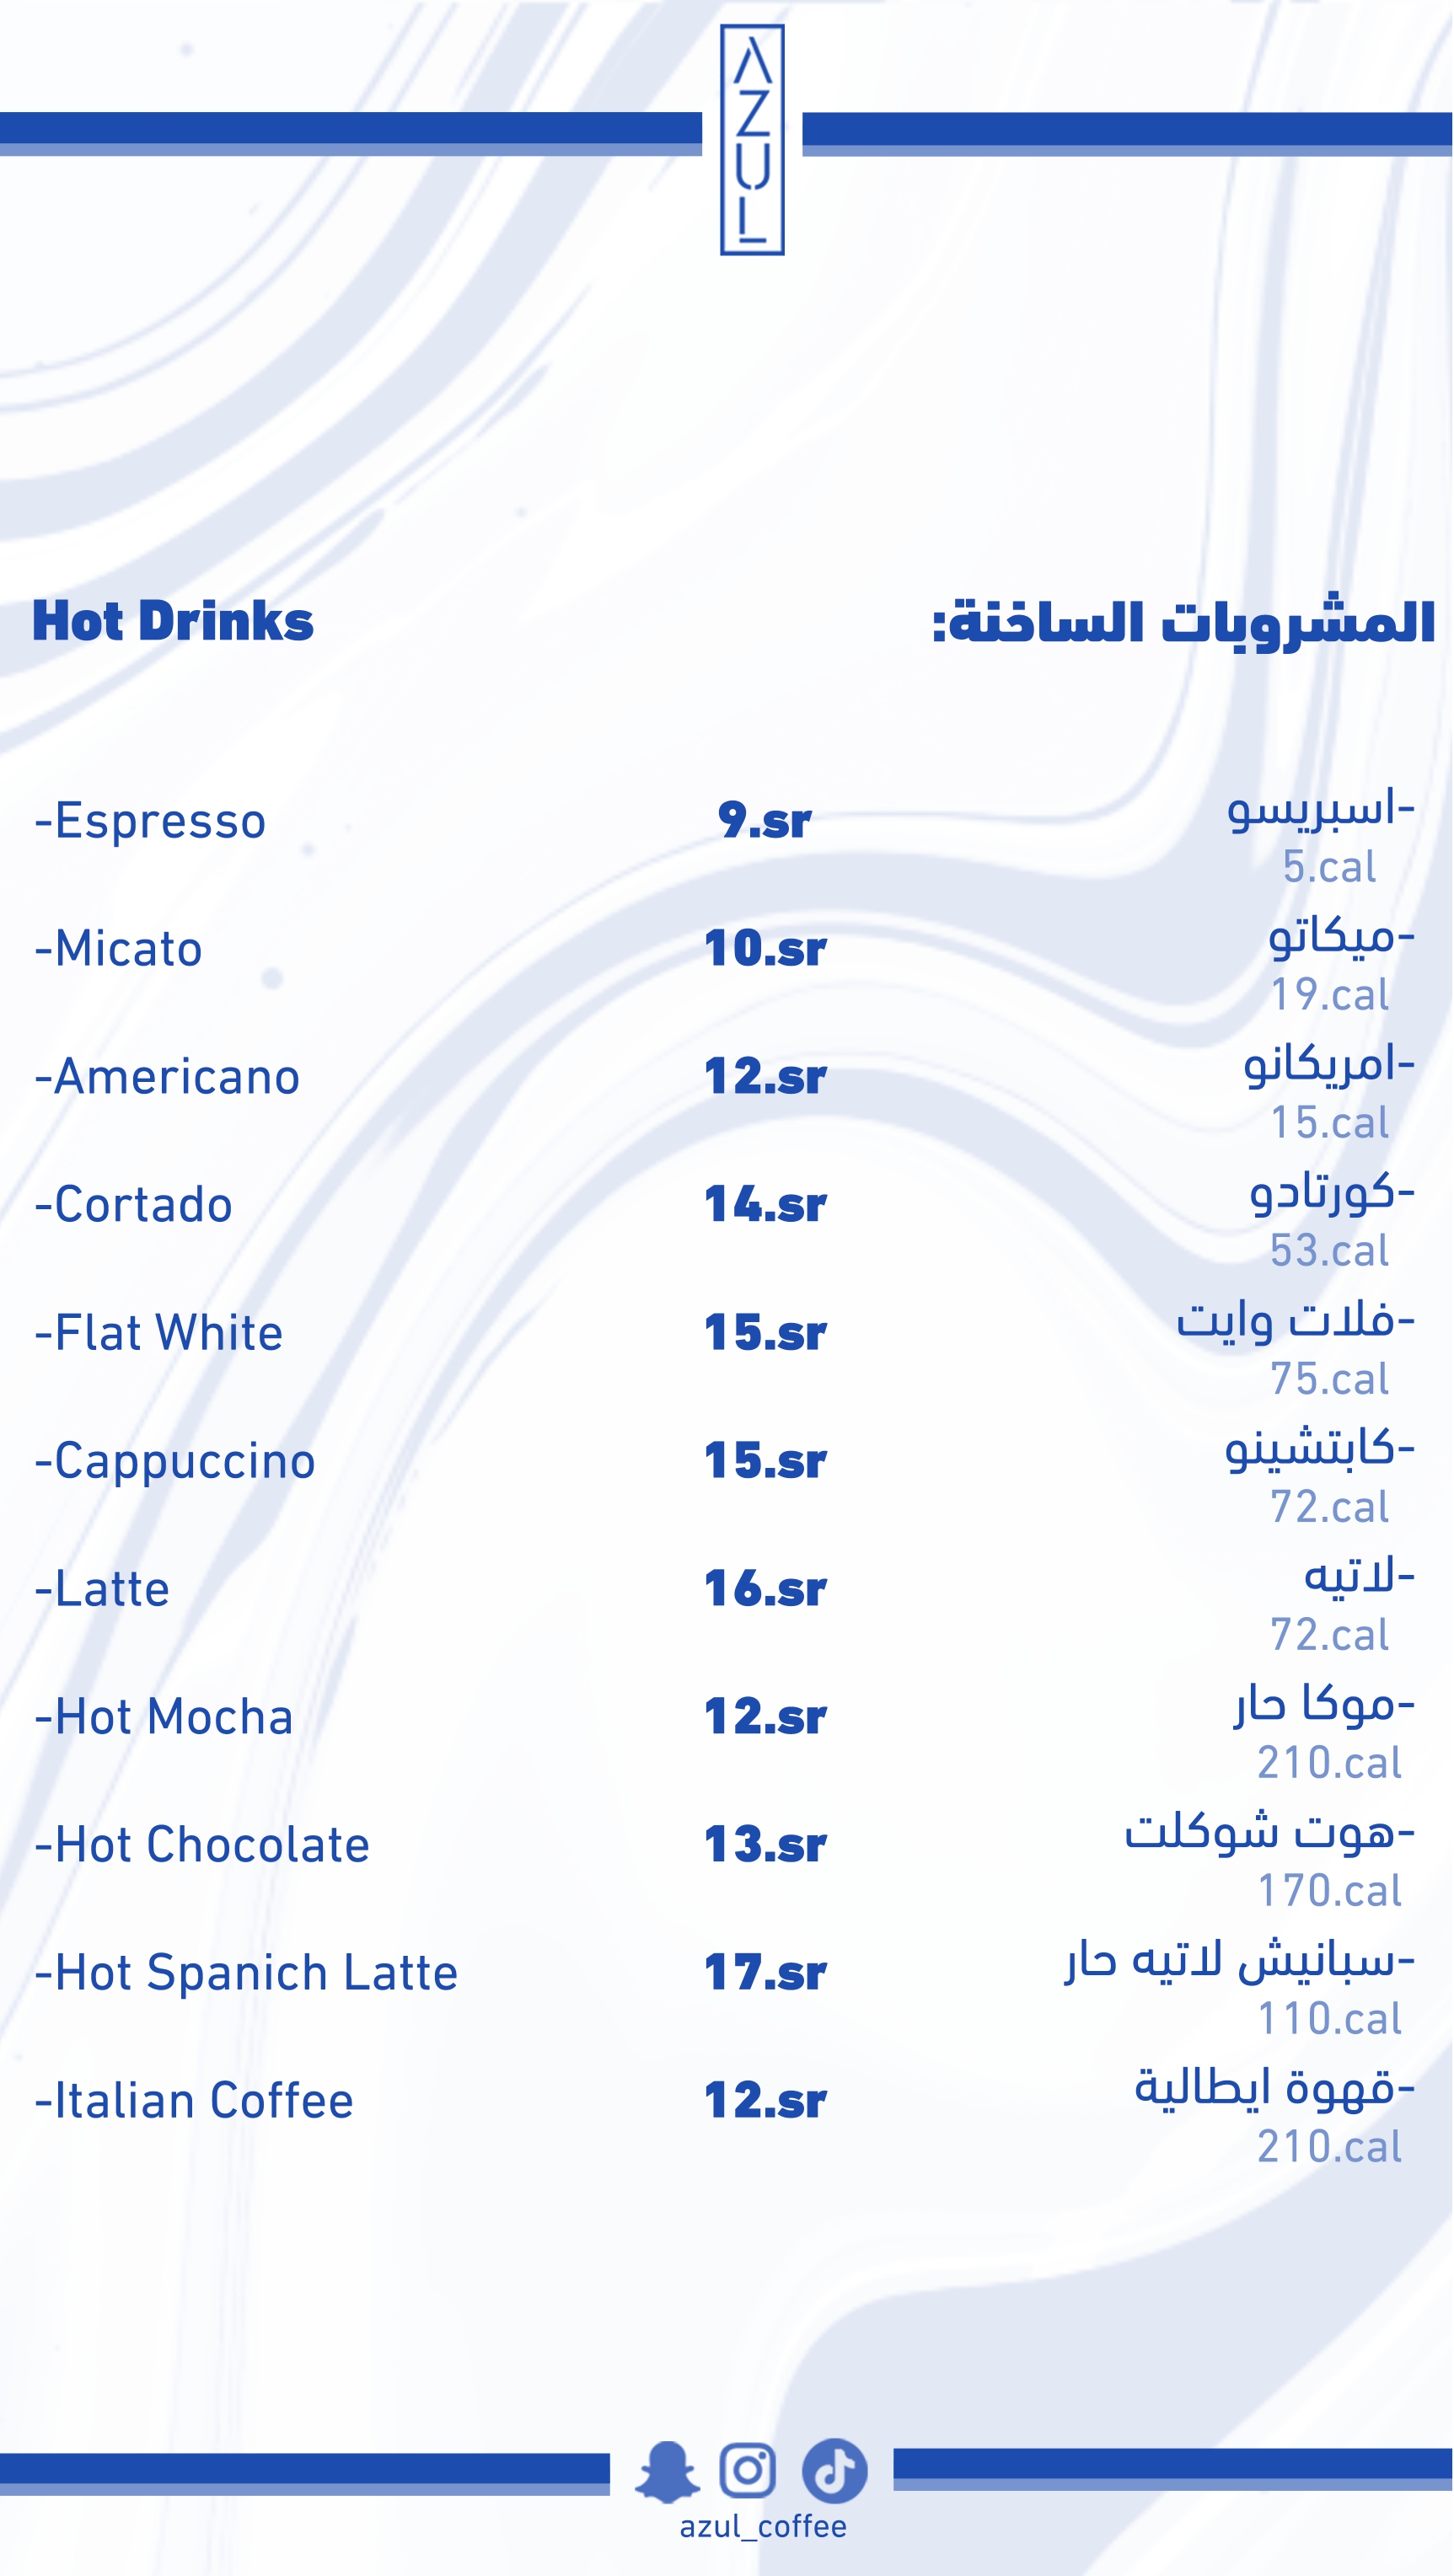 AZUL
Hot Drinks
المشروبات الساخنة:
-Espresso 9.sr -اسبريسو
5.cal
-Micato 10.sr -ميكاتو
19.cal
-Americano 12.sr -امريكانو
15.cal
-Cortado 14.sr -كورتادو
53.cal
-Flat White 15.sr -فلات وايت
75.cal
-Cappuccino 15.sr -كابتشينو
72.cal
-Latte 16.sr -لاتيه
72.cal
-Hot Mocha 12.sr -موكا حار
210.cal
-Hot Chocolate 13.sr -هوت شوكلت
170.cal
-Hot Spanich Latte 17.sr -سبانيش لاتيه حار
110.cal
-Italian Coffee 12.sr -قهوة ايطالية
210.cal
azul_coffee